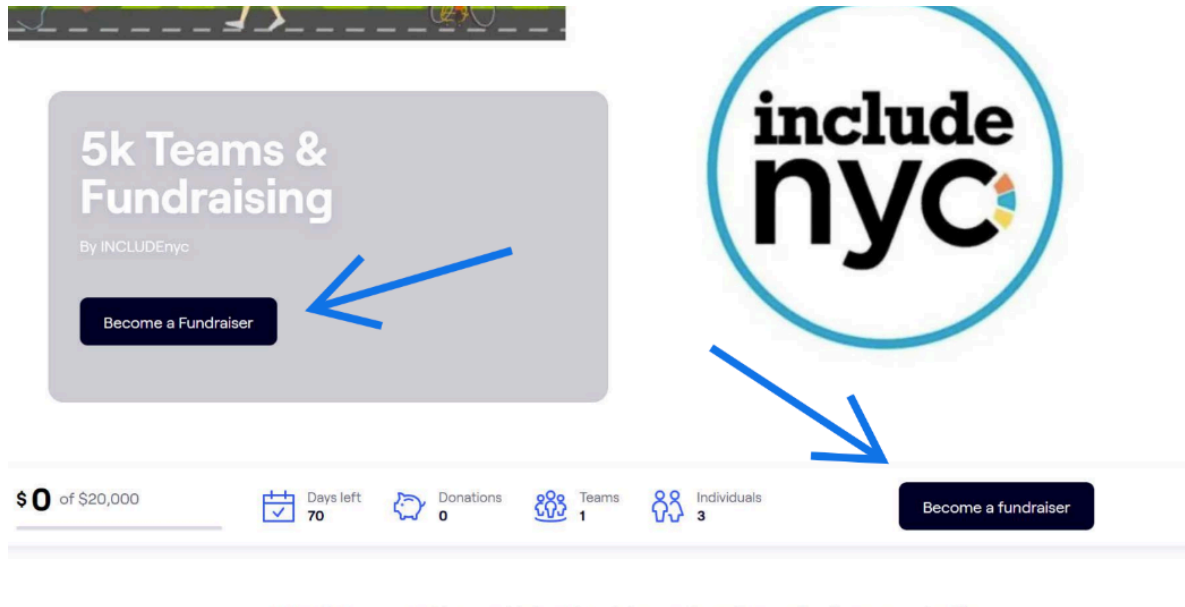 5k Teams &
Fundraising
By INCLUDEnyc
Become a Fundraiser
include
nyc
$0 of $20,000
Days left
70
Donations
0
Teams
1
Individuals
3
Become a fundraiser